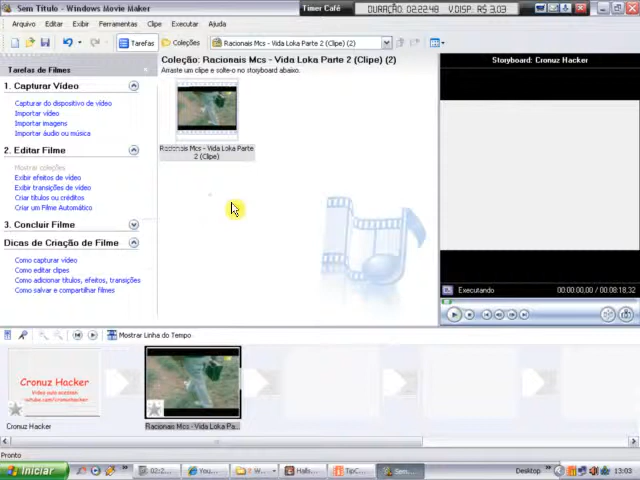 Sem Título - Windows Movie Maker
Timer Café
DURAÇÃO: 02:22:48 V.DISP: R$ 3,03
Arquivo Editar Exibir Ferramentas Clipe Executar Ajuda
Tarefas Coleções Racionais Mcs - Vida Loka Parte 2 (Clipe) (2)
Tarefas de Filmes
1. Capturar Vídeo
Capturar do dispositivo de vídeo
Importar vídeo
Importar imagens
Importar áudio ou música
2. Editar Filme
Mostrar coleções
Exibir efeitos de vídeo
Exibir transições de vídeo
Criar títulos ou créditos
Criar um Filme Automático
3. Concluir Filme
Dicas de Criação de Filme
Como capturar vídeo
Como editar clipes
Como adicionar títulos, efeitos, transições
Como salvar e compartilhar filmes
Coleção: Racionais Mcs - Vida Loka Parte 2 (Clipe) (2)
Arraste um clipe e solte-o no storyboard abaixo.
Racionais Mcs - Vida Loka Parte
2 (Clipe)
Storyboard: Cronuz Hacker
Executando
00:00:00,00 / 00:08:18,32
Mostrar Linha do Tempo
Cronuz Hacker
Cronuz Hacker
Racionais Mcs - Vida Loka Pa...
Pronto
Iniciar
02:2...
You...
W...
TipC...
Sem...
Desktop
13:03